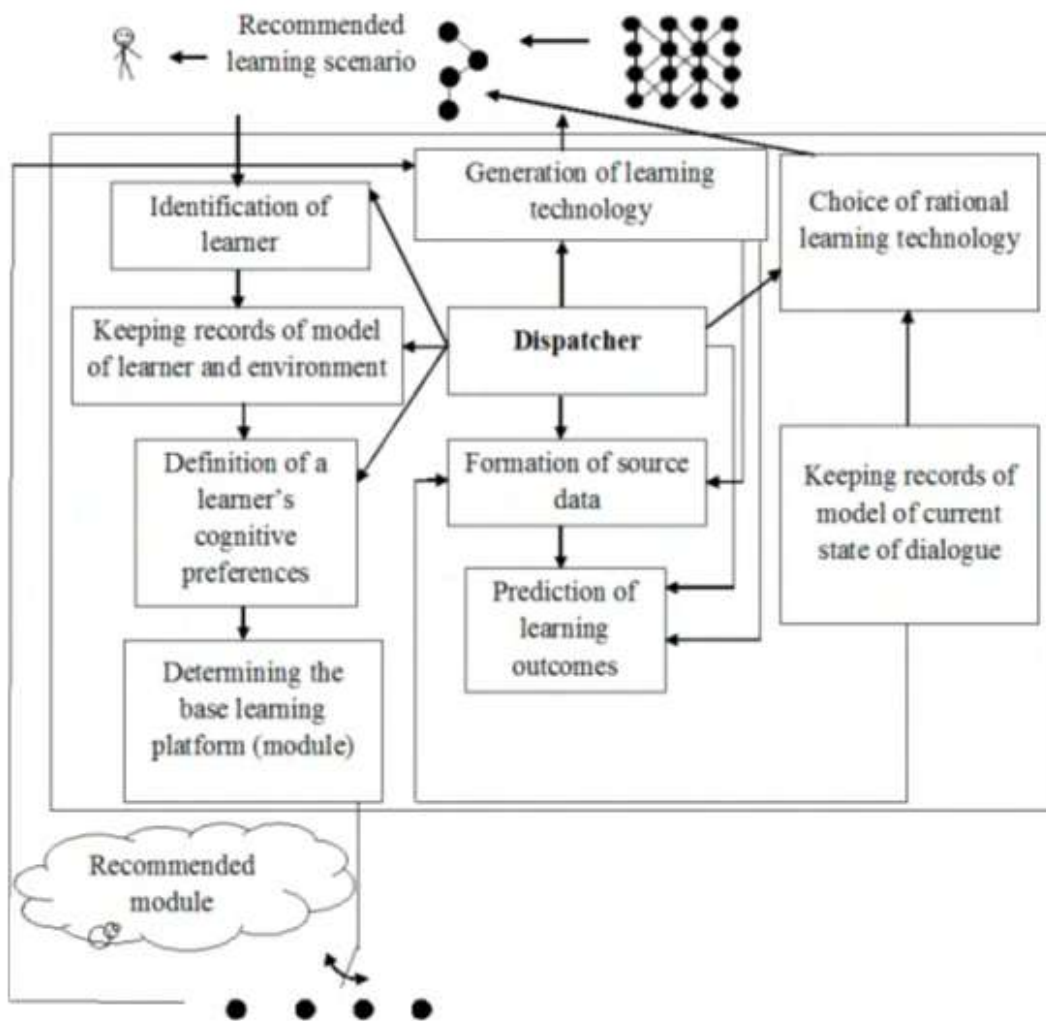 Recommended
learning scenario
Generation of learning
technology
Choice of rational
learning technology
Identification of
learner
Keeping records of model
of learner and environment
Dispatcher
Definition of a
learner's
cognitive
preferences
Formation of source
data
Keeping records of
model of current
state of dialogue
Prediction of
learning
outcomes
Determining the
base learning
platform (module)
Recommended
module